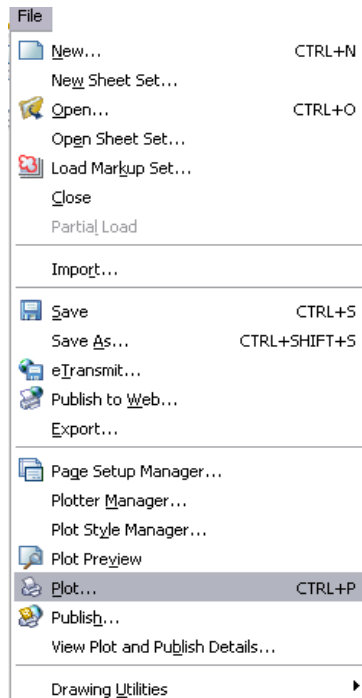 File
New... CTRL+N
New Sheet Set...
Open... CTRL+O
Open Sheet Set...
Load Markup Set...
Close
Partial Load
Import...
Save CTRL+S
Save As... CTRL+SHIFT+S
eTransmit...
Publish to Web...
Export...
Page Setup Manager...
Plotter Manager...
Plot Style Manager...
Plot Preview
Plot... CTRL+P
Publish...
View Plot and Publish Details...
Drawing Utilities